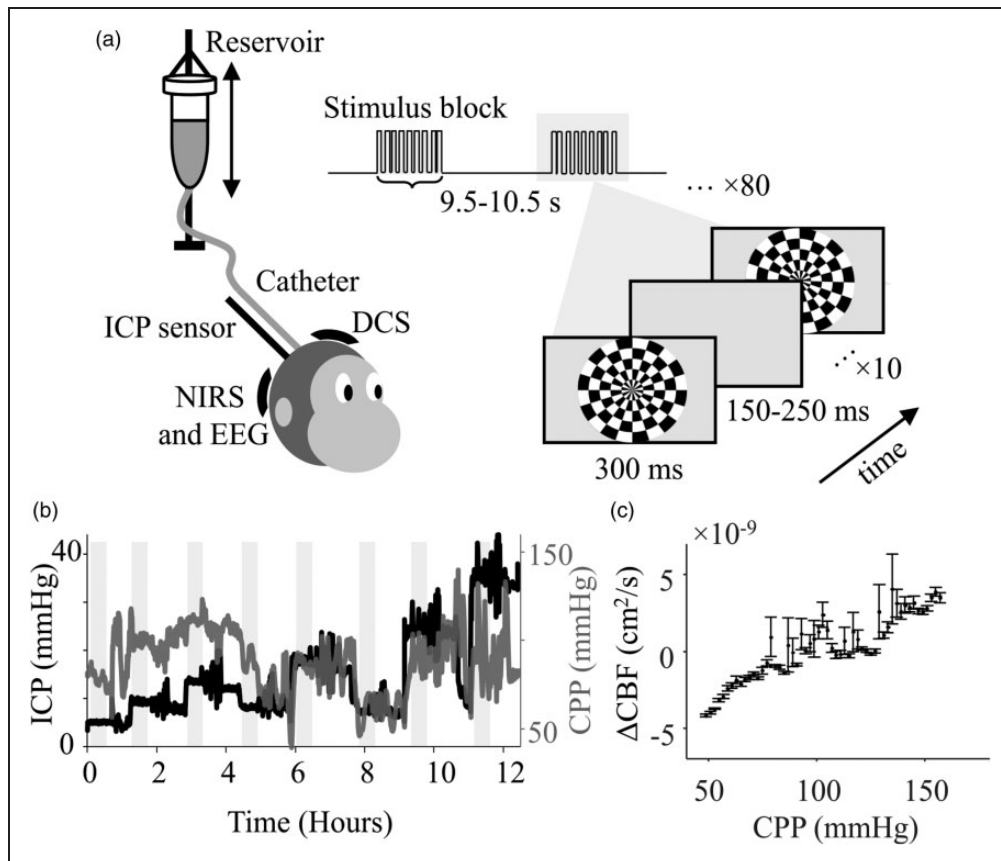 (a)
Reservoir
Stimulus block
9.5-10.5 s
... ×80
Catheter
ICP sensor
DCS
NIRS
and EEG
... ×10
150-250 ms
300 ms
time
(b)
40
0
ICP (mmHg)
150
50
CPP (mmHg)
0 2 4 6 8 10 12
Time (Hours)
(c)
×10⁻⁹
5
0
-5
ΔCBF (cm²/s)
50 100 150
CPP (mmHg)